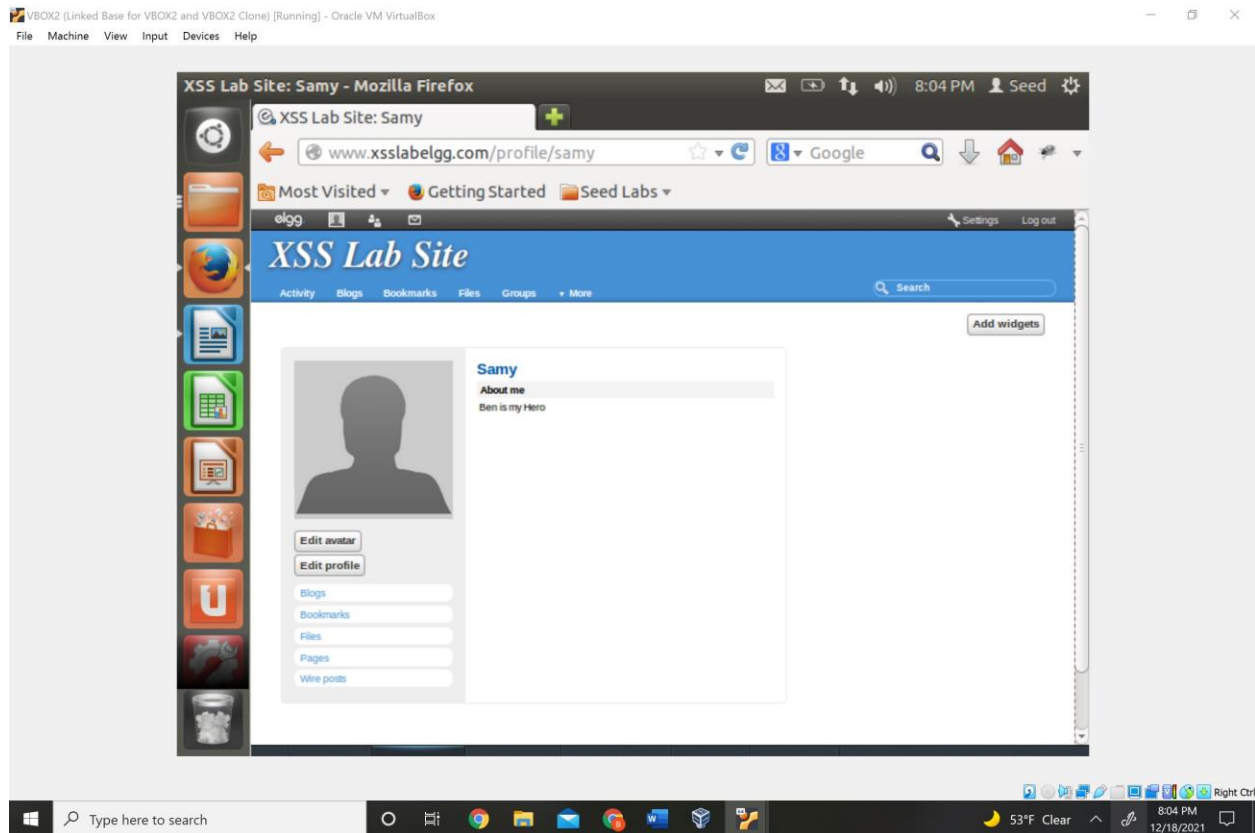 VBOX2 (Linked Base for VBOX2 and VBOX2 Clone) [Running] - Oracle VM VirtualBox
File Machine View Input Devices Help
XSS Lab Site: Samy - Mozilla Firefox
8:04 PM Seed
XSS Lab Site: Samy
www.xsslabelgg.com/profile/samy
Google
Most Visited
Getting Started
Seed Labs
elgg
Settings
Log out
XSS Lab Site
Activity Blogs Bookmarks Files Groups More
Search
Add widgets
Samy
About me
Ben is my Hero
Edit avatar
Edit profile
Blogs
Bookmarks
Files
Pages
Wire posts
Right Ctrl
Type here to search
53°F Clear
8:04 PM
12/18/2021